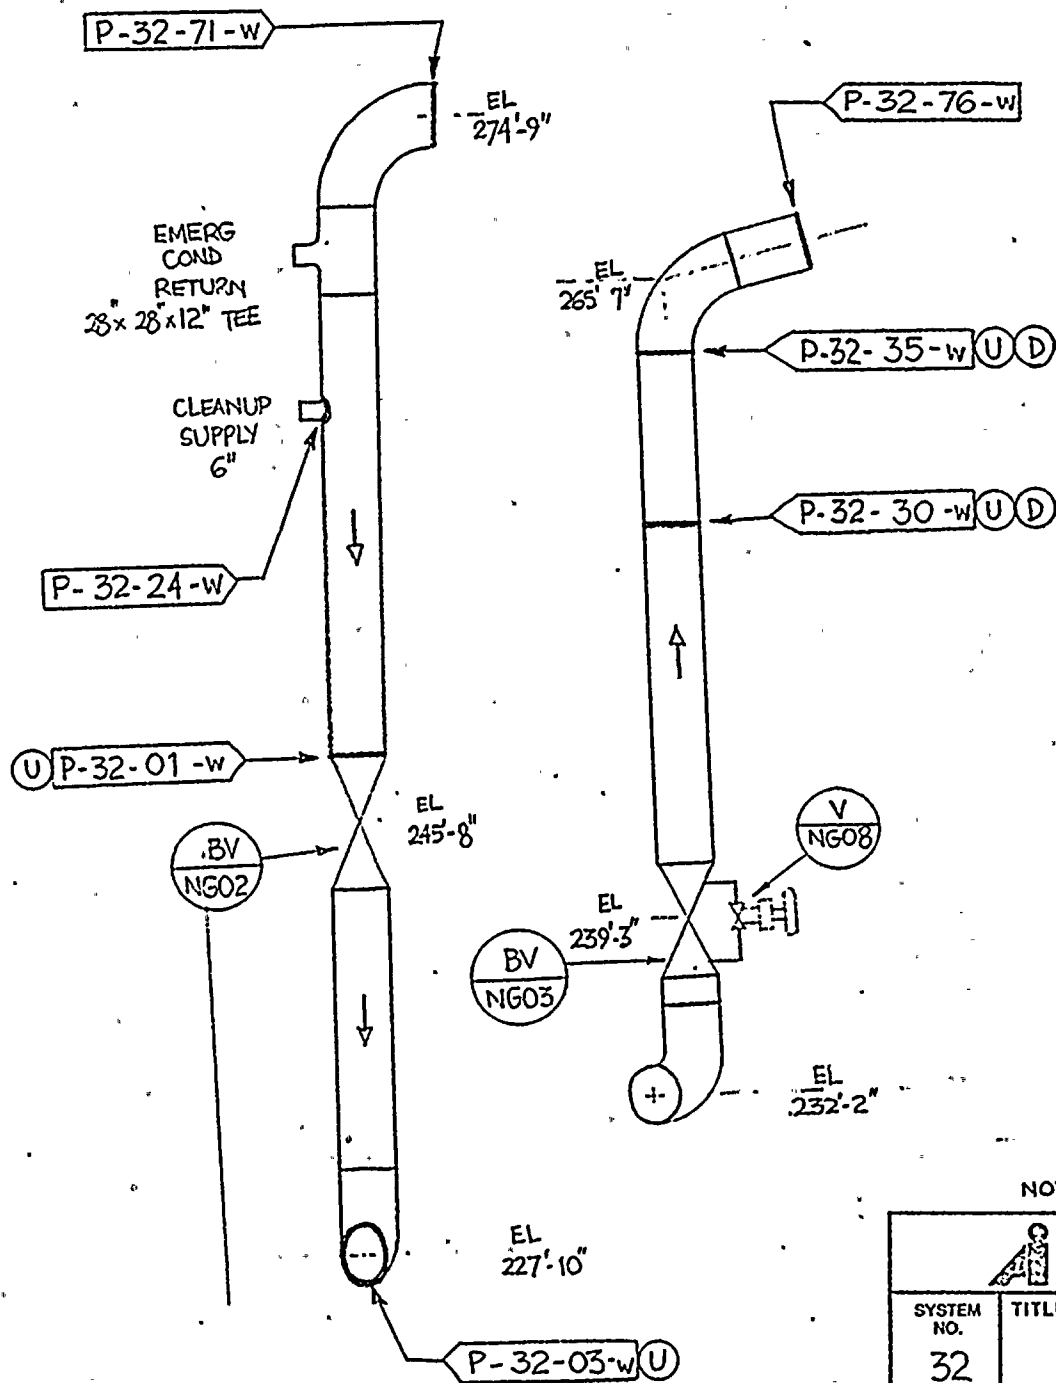 P-32-71-W
EL
274'-9"
P-32-76-W
EMERG
COND
RETURN
28"x 28"x12" TEE
EL
265' 7"
P-32-35-W U D
CLEANUP
SUPPLY
6"
P-32-30-W U D
P-32-24-W
U P-32-01-W
EL
245'-8"
V
NG08
BV
NG02
EL
239'-3"
BV
NG03
EL
232'-2"
EL
227'-10"
SYSTEM
NO.
32
P-32-03-W U